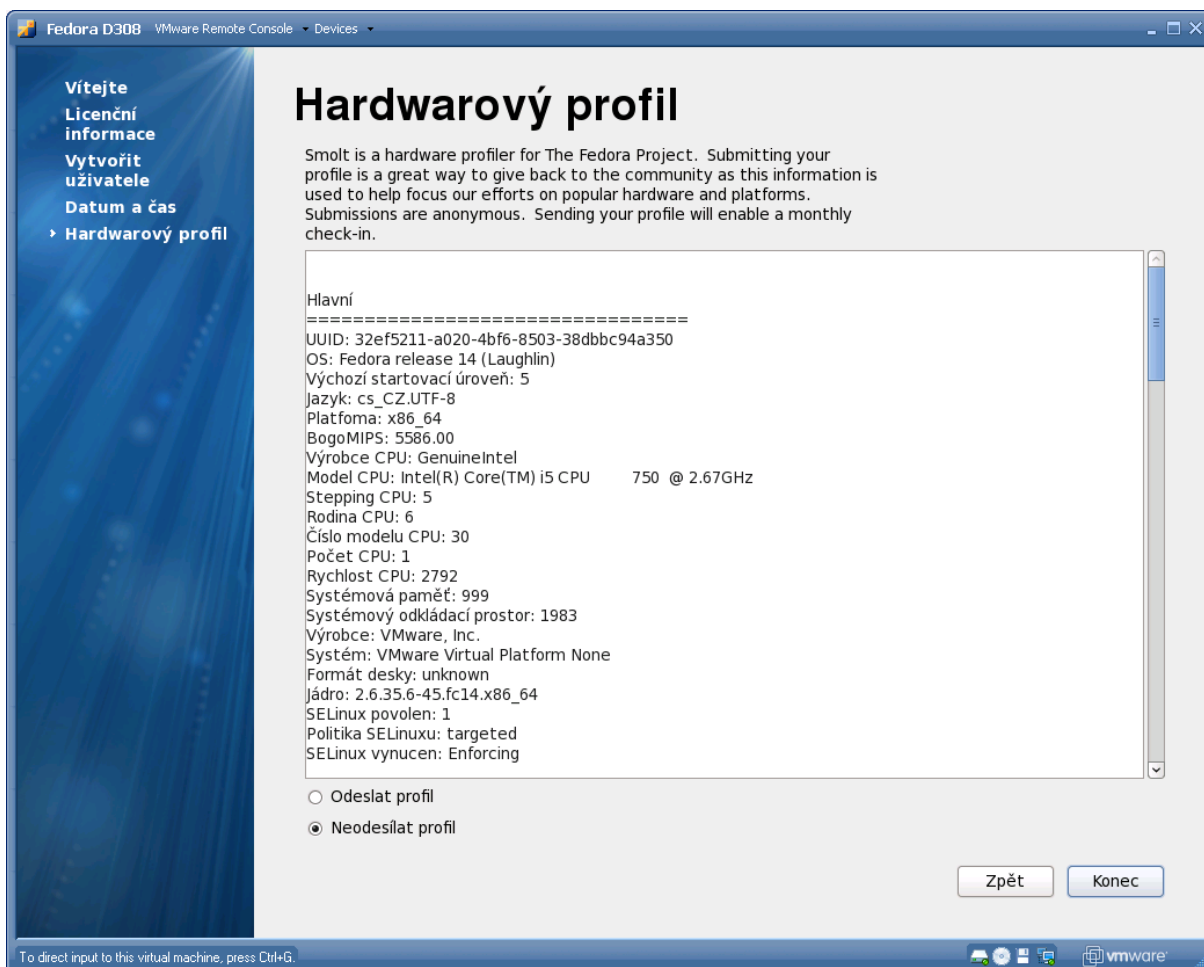 Fedora D308 VMware Remote Console Devices
Vítejte
Licenční
informace
Vytvořit
uživatele
Datum a čas
Hardwarový profil
Hardwarový profil
Smolt is a hardware profiler for The Fedora Project. Submitting your
profile is a great way to give back to the community as this information is
used to help focus our efforts on popular hardware and platforms.
Submissions are anonymous. Sending your profile will enable a monthly
check-in.
Hlavní
=================================
UUID: 32ef5211-a020-4bf6-8503-38dbbc94a350
OS: Fedora release 14 (Laughlin)
Výchozí startovací úroveň: 5
Jazyk: cs_CZ.UTF-8
Platfoma: x86_64
BogoMIPS: 5586.00
Výrobce CPU: GenuineIntel
Model CPU: Intel(R) Core(TM) i5 CPU 750 @ 2.67GHz
Stepping CPU: 5
Rodina CPU: 6
Číslo modelu CPU: 30
Počet CPU: 1
Rychlost CPU: 2792
Systémová paměť: 999
Systémový odkládací prostor: 1983
Výrobce: VMware, Inc.
Systém: VMware Virtual Platform None
Formát desky: unknown
Jádro: 2.6.35.6-45.fc14.x86_64
SELinux povolen: 1
Politika SELinuxu: targeted
SELinux vynucen: Enforcing
Odeslat profil
Neodesílat profil
Zpět
Konec
To direct input to this virtual machine, press Ctrl+G.
vmware